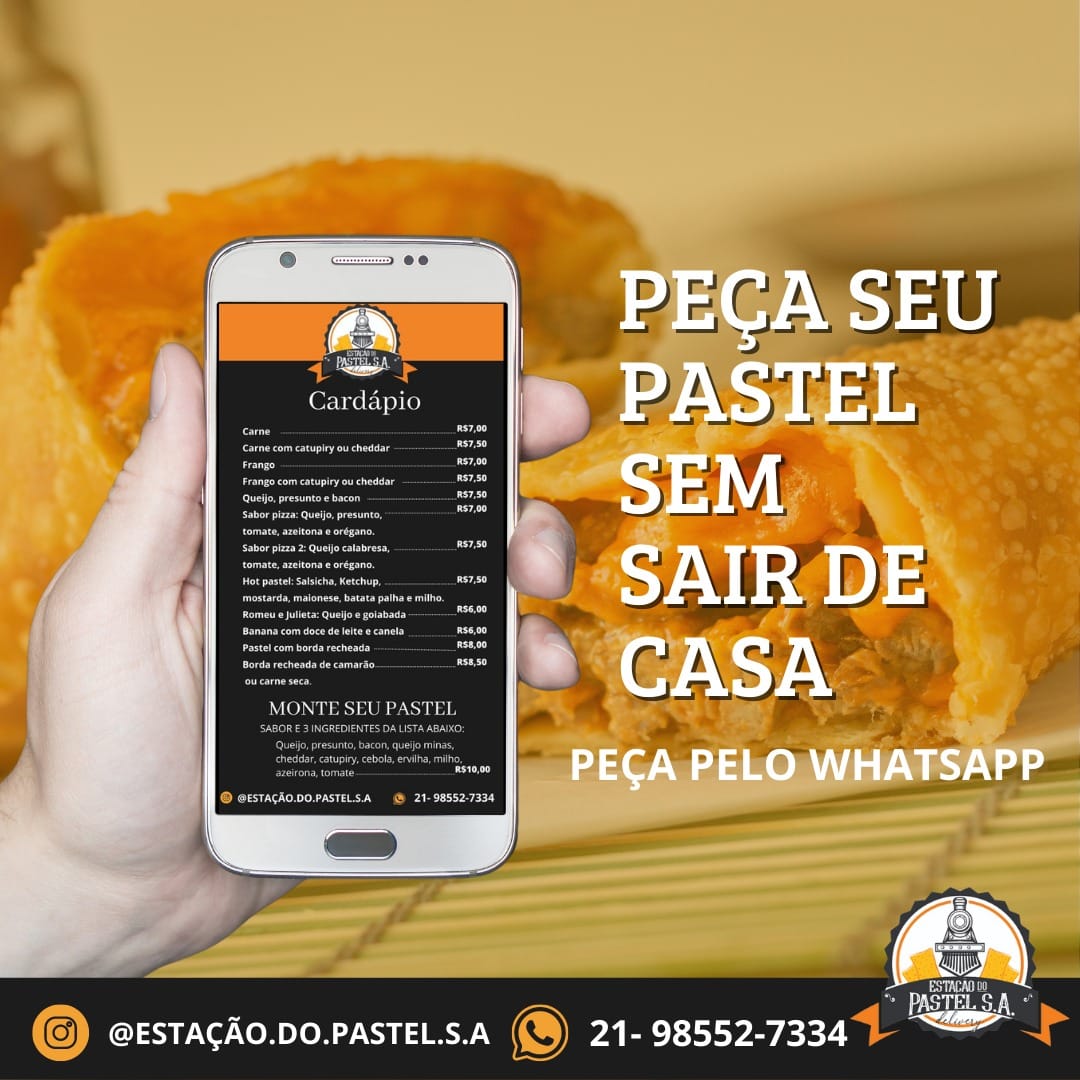 ESTAÇÃO DO
PASTEL S.A.
delivery
Cardápio
Carne R$7,00
Carne com catupiry ou cheddar R$7,50
Frango R$7,00
Frango com catupiry ou cheddar R$7,50
Queijo, presunto e bacon R$7,50
Sabor pizza: Queijo, presunto, R$7,00
tomate, azeitona e orégano.
Sabor pizza 2: Queijo calabresa, R$7,50
tomate, azeitona e orégano.
Hot pastel: Salsicha, Ketchup, R$7,50
mostarda, maionese, batata palha e milho.
Romeu e Julieta: Queijo e goiabada R$6,00
Banana com doce de leite e canela R$6,00
Pastel com borda recheada R$8,00
Borda recheada de camarão R$8,50
ou carne seca.
MONTE SEU PASTEL
SABOR E 3 INGREDIENTES DA LISTA ABAIXO:
Queijo, presunto, bacon, queijo minas,
cheddar, catupiry, cebola, ervilha, milho,
azeirona, tomate R$10,00
@ESTAÇÃO.DO.PASTEL.S.A 21- 98552-7334
PEÇA SEU
PASTEL
SEM
SAIR DE
CASA
PEÇA PELO WHATSAPP
@ESTAÇÃO.DO.PASTEL.S.A 21- 98552-7334
ESTAÇÃO DO
PASTEL S.A.
delivery